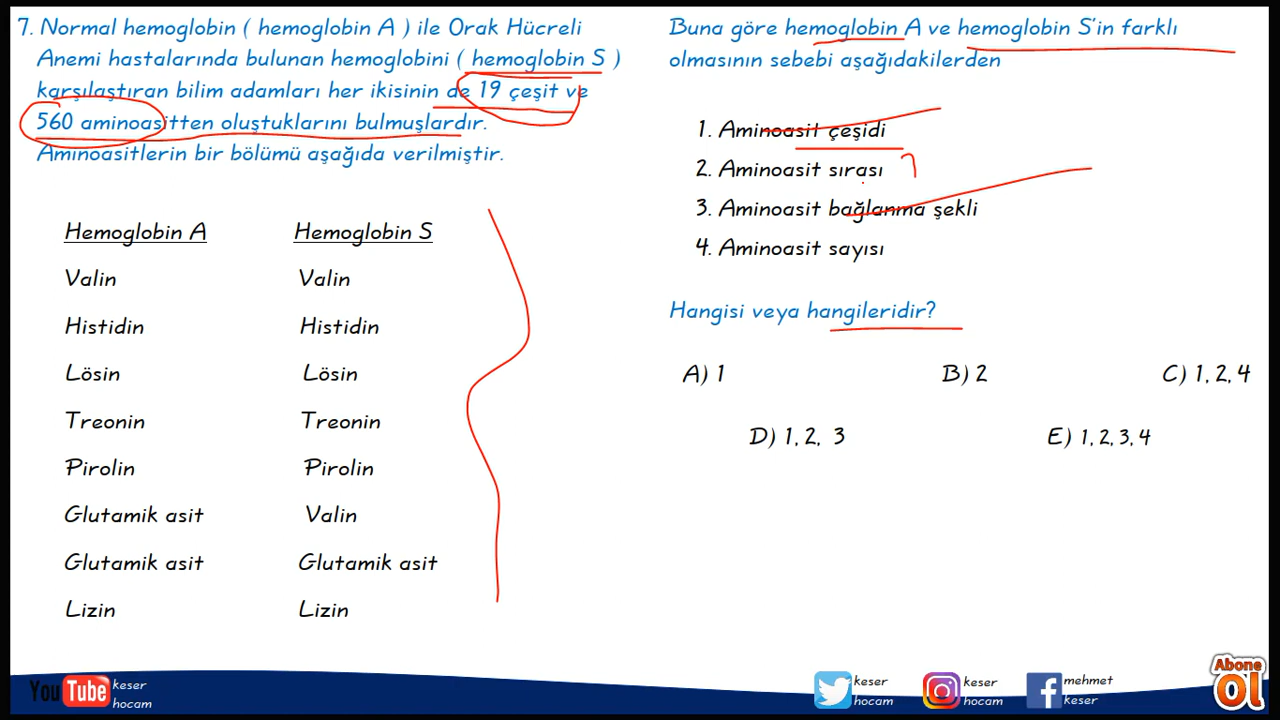 7. Normal hemoglobin ( hemoglobin A ) ile Orak Hücreli
Anemi hastalarında bulunan hemoglobini ( hemoglobin S )
karşılaştıran bilim adamları her ikisinin de 19 çeşit ve
560 aminoasitten oluştuklarını bulmuşlardır.
Aminoasitlerin bir bölümü aşağıda verilmiştir.
Hemoglobin A Hemoglobin S
Valin Valin
Histidin Histidin
Lösin Lösin
Treonin Treonin
Pirolin Pirolin
Glutamik asit Valin
Glutamik asit Glutamik asit
Lizin Lizin
Buna göre hemoglobin A ve hemoglobin S'in farklı
olmasının sebebi aşağıdakilerden
1. Aminoasit çeşidi
2. Aminoasit sırası
3. Aminoasit bağlanma şekli
4. Aminoasit sayısı
Hangisi veya hangileridir?
A) 1 B) 2 C) 1, 2, 4
D) 1, 2, 3 E) 1, 2, 3, 4
YouTube keser
hocam
keser
hocam
keser
hocam
mehmet
keser
Abone
ol